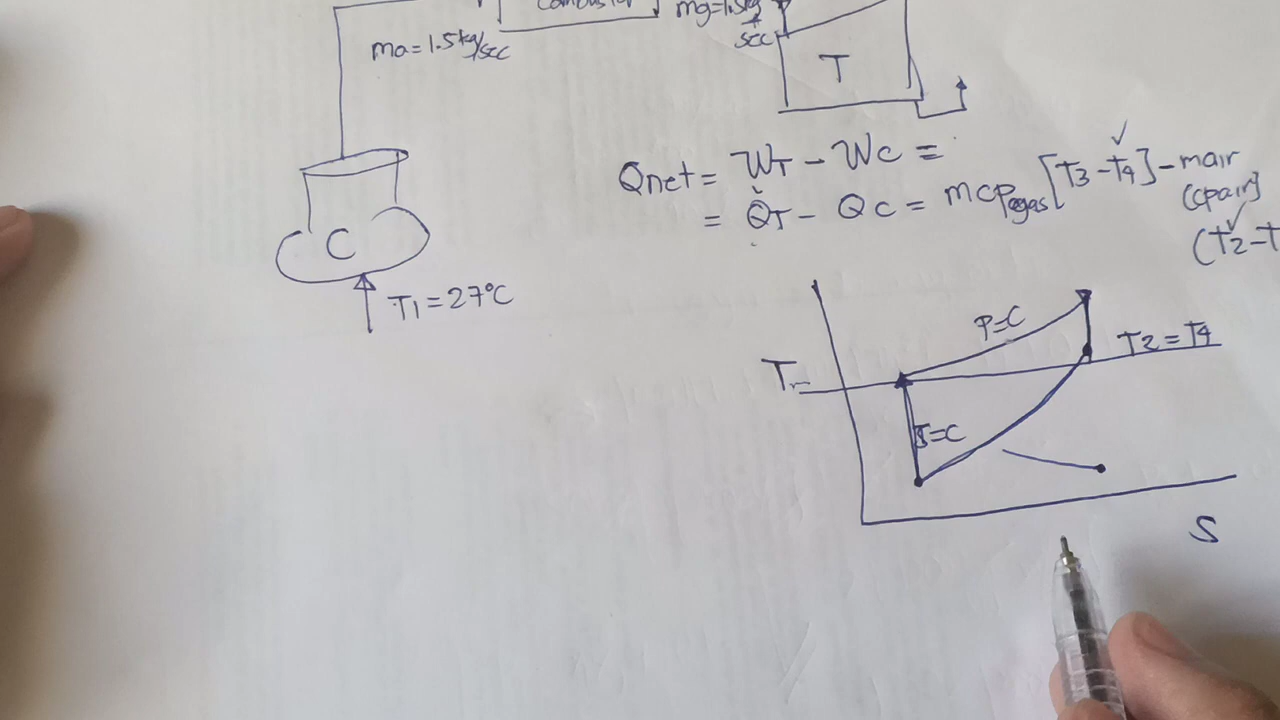 Combustor
mg=1.5kg
sec
ma=1.5kg/sec
T
Qnet = WT - WC =
= QT - QC = mcpgas [T3-T4] - mair
(cpair)
(T2-T
C
T1=27°C
P=C
T2=T4
T
S=C
S